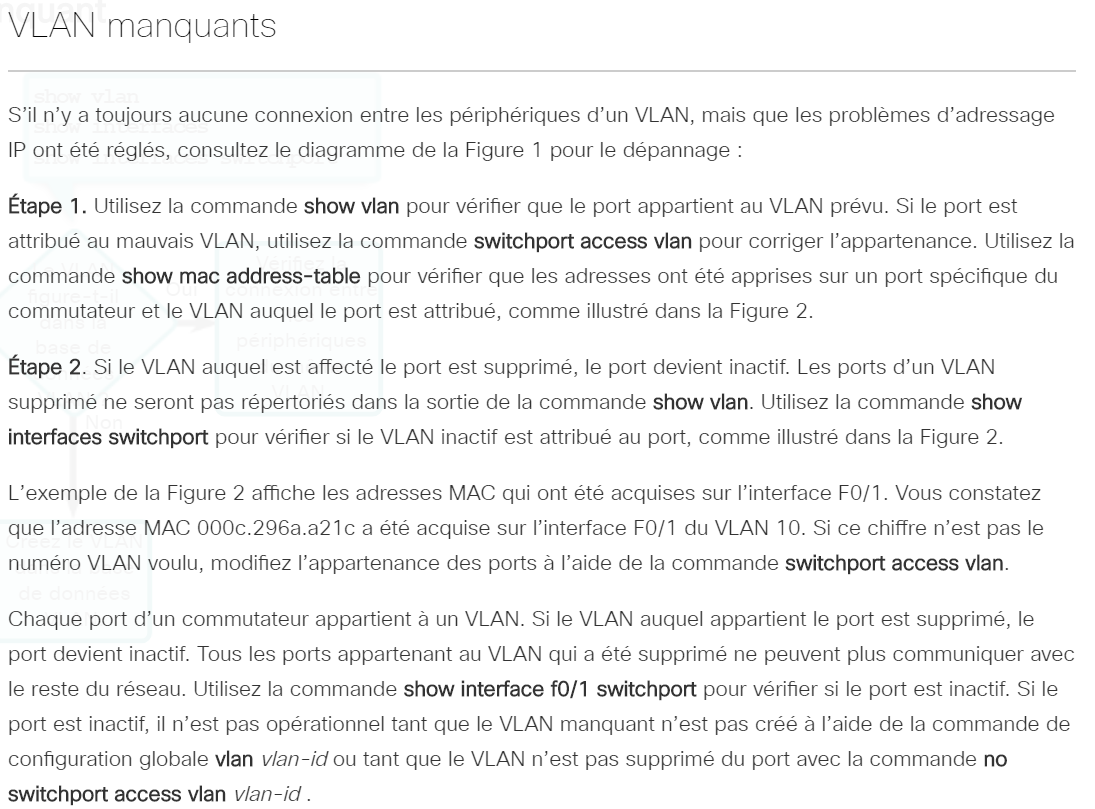 VLAN manquants
S’il n’y a toujours aucune connexion entre les périphériques d’un VLAN, mais que les problèmes d’adressage
IP ont été réglés, consultez le diagramme de la Figure 1 pour le dépannage :
Étape 1. Utilisez la commande show vlan pour vérifier que le port appartient au VLAN prévu. Si le port est
attribué au mauvais VLAN, utilisez la commande switchport access vlan pour corriger l’appartenance. Utilisez la
commande show mac address-table pour vérifier que les adresses ont été apprises sur un port spécifique du
commutateur et le VLAN auquel le port est attribué, comme illustré dans la Figure 2.
Étape 2. Si le VLAN auquel est affecté le port est supprimé, le port devient inactif. Les ports d’un VLAN
supprimé ne seront pas répertoriés dans la sortie de la commande show vlan. Utilisez la commande show
interfaces switchport pour vérifier si le VLAN inactif est attribué au port, comme illustré dans la Figure 2.
L’exemple de la Figure 2 affiche les adresses MAC qui ont été acquises sur l’interface F0/1. Vous constatez
que l’adresse MAC 000c.296a.a21c a été acquise sur l’interface F0/1 du VLAN 10. Si ce chiffre n’est pas le
numéro VLAN voulu, modifiez l’appartenance des ports à l’aide de la commande switchport access vlan.
Chaque port d’un commutateur appartient à un VLAN. Si le VLAN auquel appartient le port est supprimé, le
port devient inactif. Tous les ports appartenant au VLAN qui a été supprimé ne peuvent plus communiquer avec
le reste du réseau. Utilisez la commande show interface f0/1 switchport pour vérifier si le port est inactif. Si le
port est inactif, il n’est pas opérationnel tant que le VLAN manquant n’est pas créé à l’aide de la commande de
configuration globale vlan vlan-id ou tant que le VLAN n’est pas supprimé du port avec la commande no
switchport access vlan vlan-id .